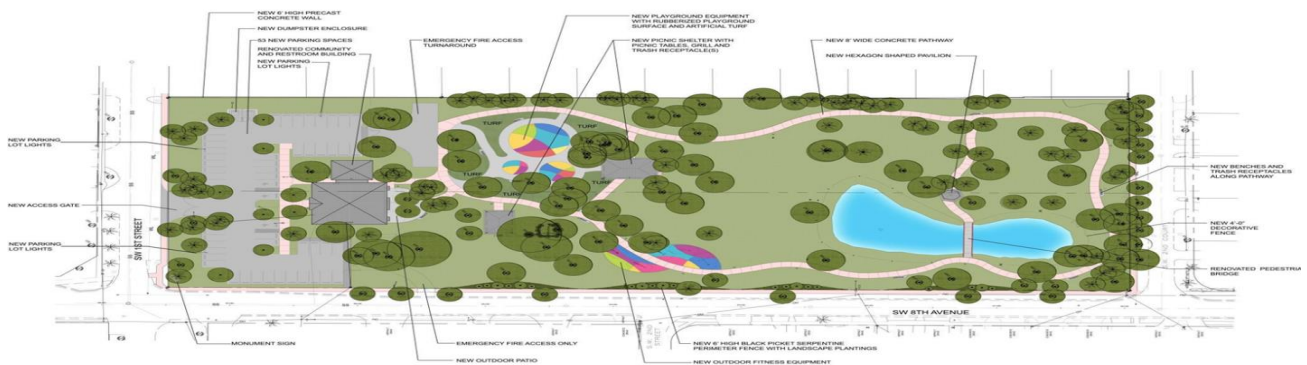 NEW 6' HIGH PRECAST
CONCRETE WALL
NEW DUMPSTER ENCLOSURE
53 NEW PARKING SPACES
RENOVATED COMMUNITY
AND RESTROOM BUILDING
NEW PARKING
LOT LIGHTS
EMERGENCY FIRE ACCESS
TURNAROUND
NEW PLAYGROUND EQUIPMENT
WITH RUBBERIZED PLAYGROUND
SURFACE AND ARTIFICIAL TURF
NEW PICNIC SHELTER WITH
PICNIC TABLES, GRILL AND
TRASH RECEPTACLE(S)
NEW 8' WIDE CONCRETE PATHWAY
NEW HEXAGON SHAPED PAVILION
NEW PARKING
LOT LIGHTS
NEW ACCESS GATE
NEW PARKING
LOT LIGHTS
SW 1ST STREET
TURF
TURF
TURF
TURF
TURF
NEW BENCHES AND
TRASH RECEPTACLES
ALONG PATHWAY
NEW 4'-0"
DECORATIVE
FENCE
RENOVATED PEDESTRIA
BRIDGE
SW 8TH AVENUE
S.W. 2ND
STREET
S.W. 2ND COURT
MONUMENT SIGN
EMERGENCY FIRE ACCESS ONLY
NEW OUTDOOR PATIO
NEW 6' HIGH BLACK PICKET SERPENTINE
PERIMETER FENCE WITH LANDSCAPE PLANTINGS
NEW OUTDOOR FITNESS EQUIPMENT